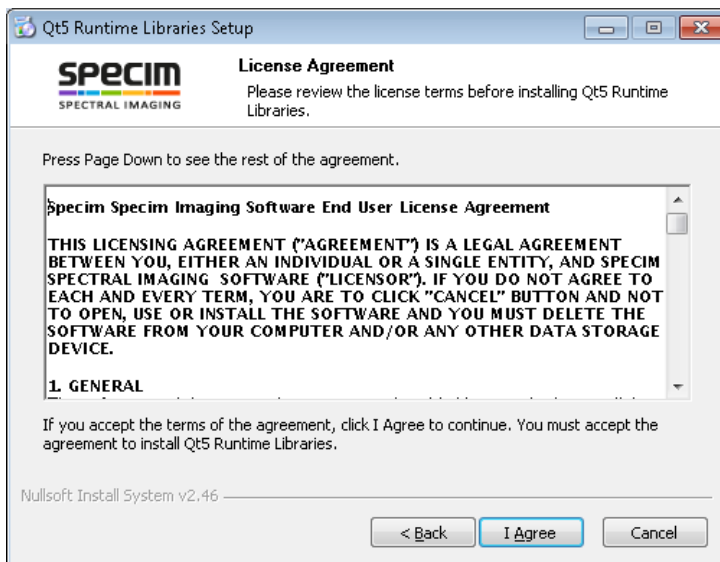 Qt5 Runtime Libraries Setup
specim
SPECTRAL IMAGING
License Agreement
Please review the license terms before installing Qt5 Runtime
Libraries.
Press Page Down to see the rest of the agreement.
Specim Specim Imaging Software End User License Agreement
THIS LICENSING AGREEMENT ("AGREEMENT") IS A LEGAL AGREEMENT
BETWEEN YOU, EITHER AN INDIVIDUAL OR A SINGLE ENTITY, AND SPECIM
SPECTRAL IMAGING SOFTWARE ("LICENSOR"). IF YOU DO NOT AGREE TO
EACH AND EVERY TERM, YOU ARE TO CLICK "CANCEL" BUTTON AND NOT
TO OPEN, USE OR INSTALL THE SOFTWARE AND YOU MUST DELETE THE
SOFTWARE FROM YOUR COMPUTER AND/OR ANY OTHER DATA STORAGE
DEVICE.
1. GENERAL
If you accept the terms of the agreement, click I Agree to continue. You must accept the
agreement to install Qt5 Runtime Libraries.
Nullsoft Install System v2.46
< Back
I Agree
Cancel